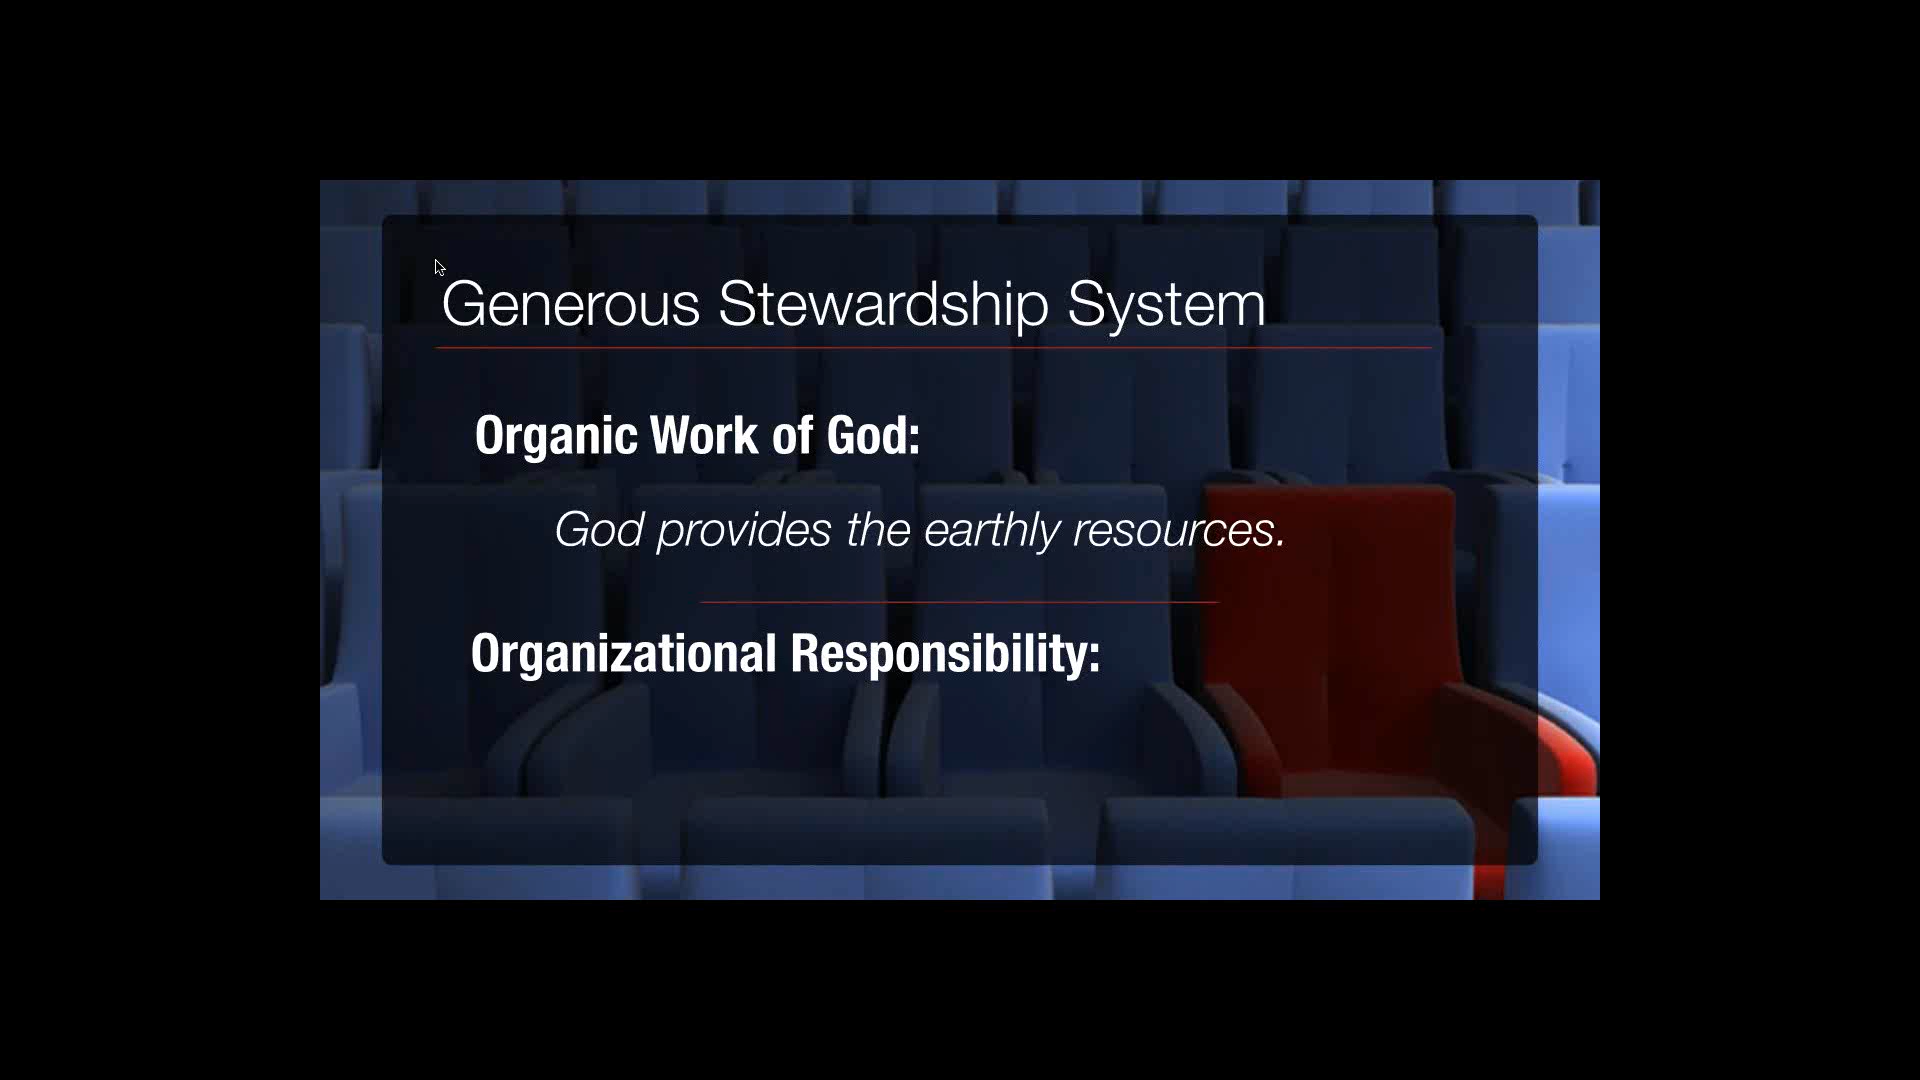 Generous Stewardship System
Organic Work of God:
God provides the earthly resources.
Organizational Responsibility: